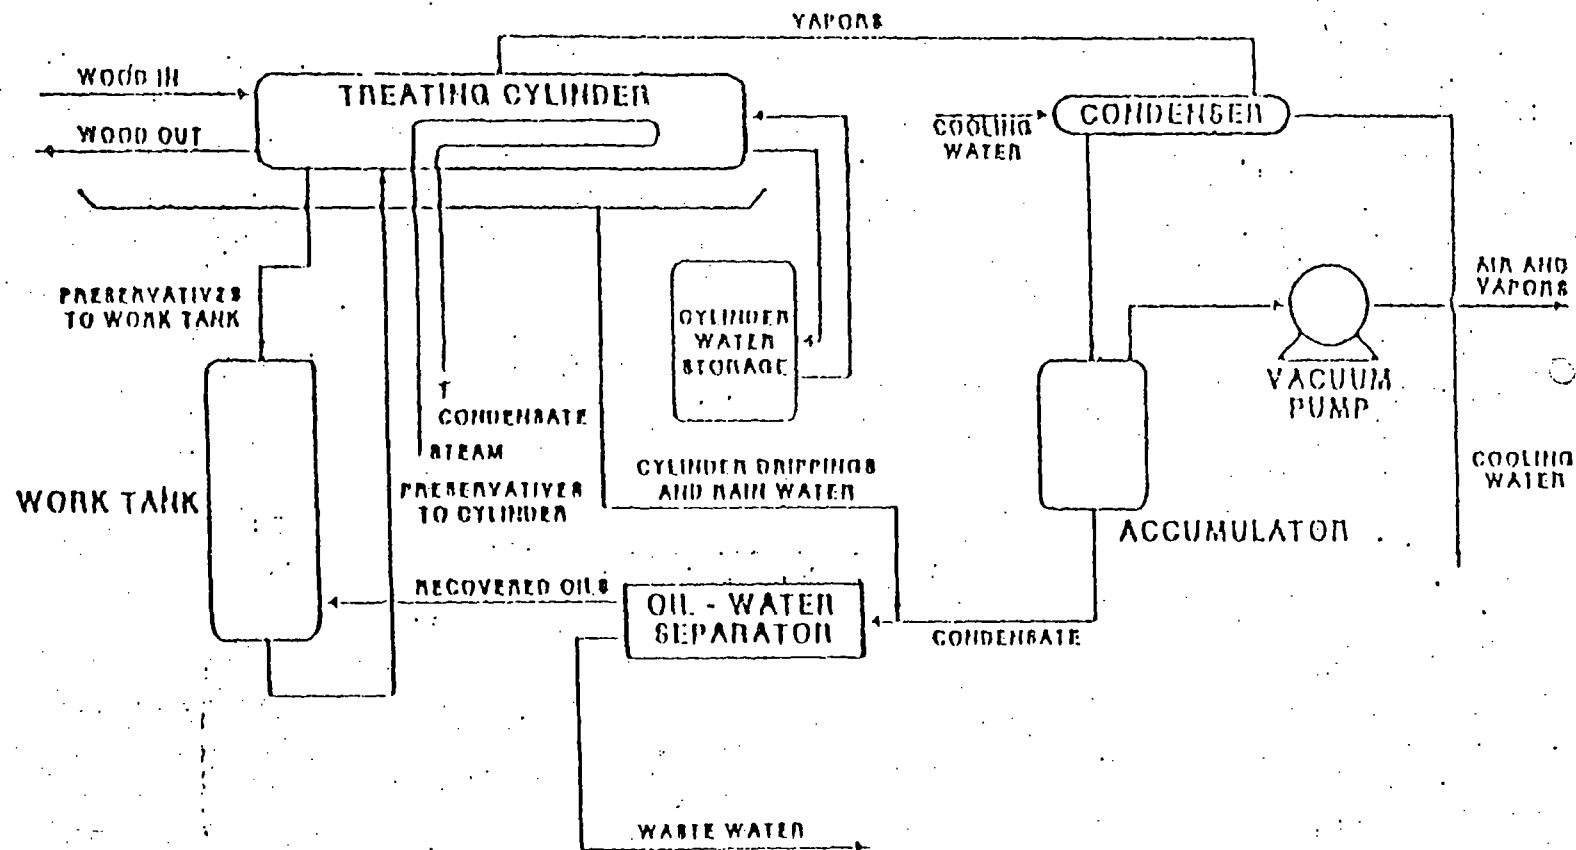 VAPORS
WOOD IN
TREATING CYLINDER
CONDENSER
COOLING
WATER
WOOD OUT
AIR AND
VAPORS
PRESERVATIVES
TO WORK TANK
CYLINDER
WATER
STORAGE
VACUUM
PUMP
T
CONDENSATE
STEAM
CYLINDER DRIPPINGS
AND RAIN WATER
COOLING
WATER
WORK TANK
PRESERVATIVES
TO CYLINDER
ACCUMULATOR
RECOVERED OILS
OIL - WATER
SEPARATOR
CONDENSATE
WASTE WATER